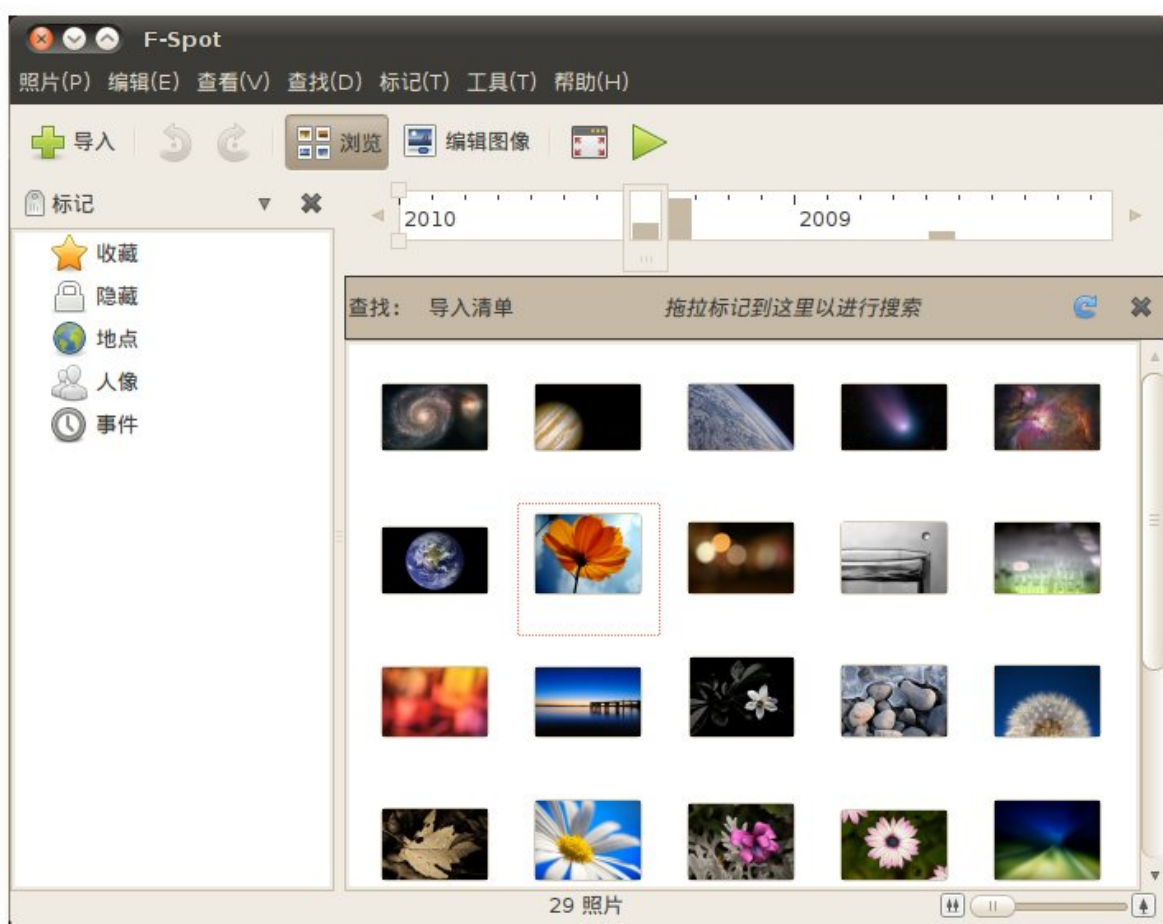 F-Spot
照片(P) 编辑(E) 查看(V) 查找(D) 标记(T) 工具(T) 帮助(H)
导入 浏览 编辑图像
标记
2010 2009
收藏
隐藏
地点
人像
事件
查找: 导入清单 拖拉标记到这里以进行搜索
29 照片